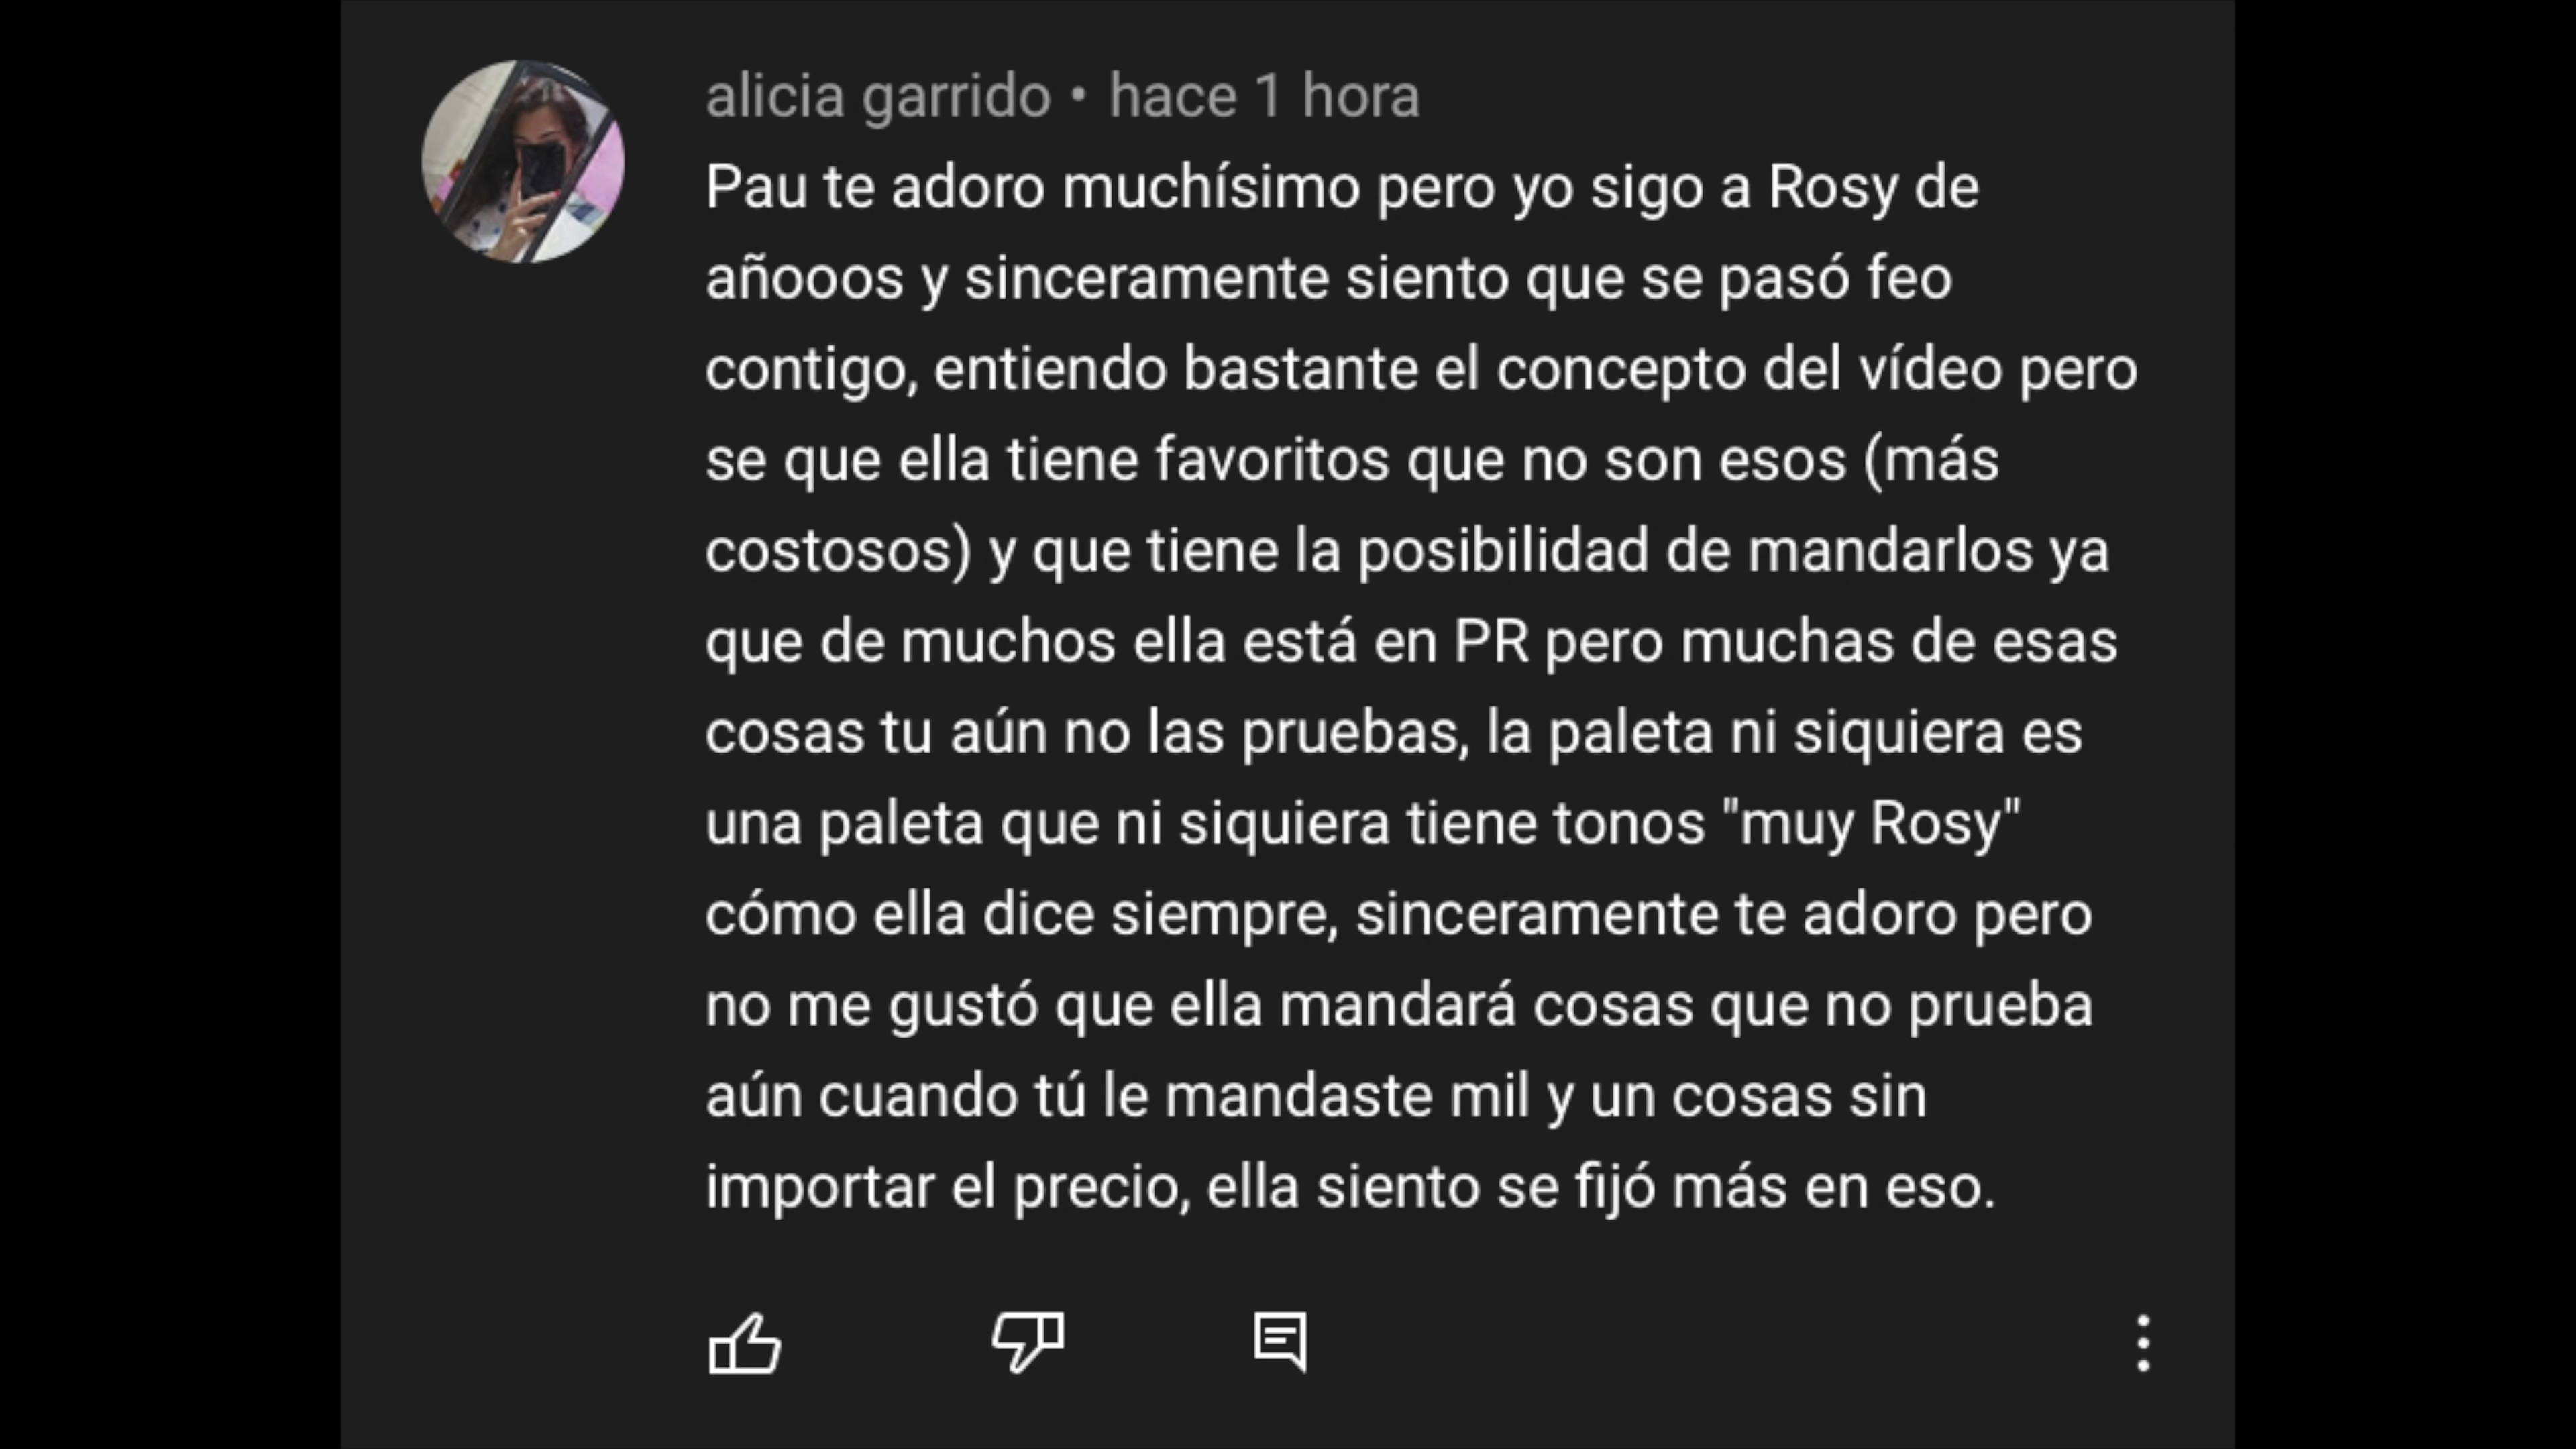 alicia garrido • hace 1 hora
Pau te adoro muchísimo pero yo sigo a Rosy de
añooos y sinceramente siento que se pasó feo
contigo, entiendo bastante el concepto del vídeo pero
se que ella tiene favoritos que no son esos (más
costosos) y que tiene la posibilidad de mandarlos ya
que de muchos ella está en PR pero muchas de esas
cosas tu aún no las pruebas, la paleta ni siquiera es
una paleta que ni siquiera tiene tonos "muy Rosy"
cómo ella dice siempre, sinceramente te adoro pero
no me gustó que ella mandará cosas que no prueba
aún cuando tú le mandaste mil y un cosas sin
importar el precio, ella siento se fijó más en eso.